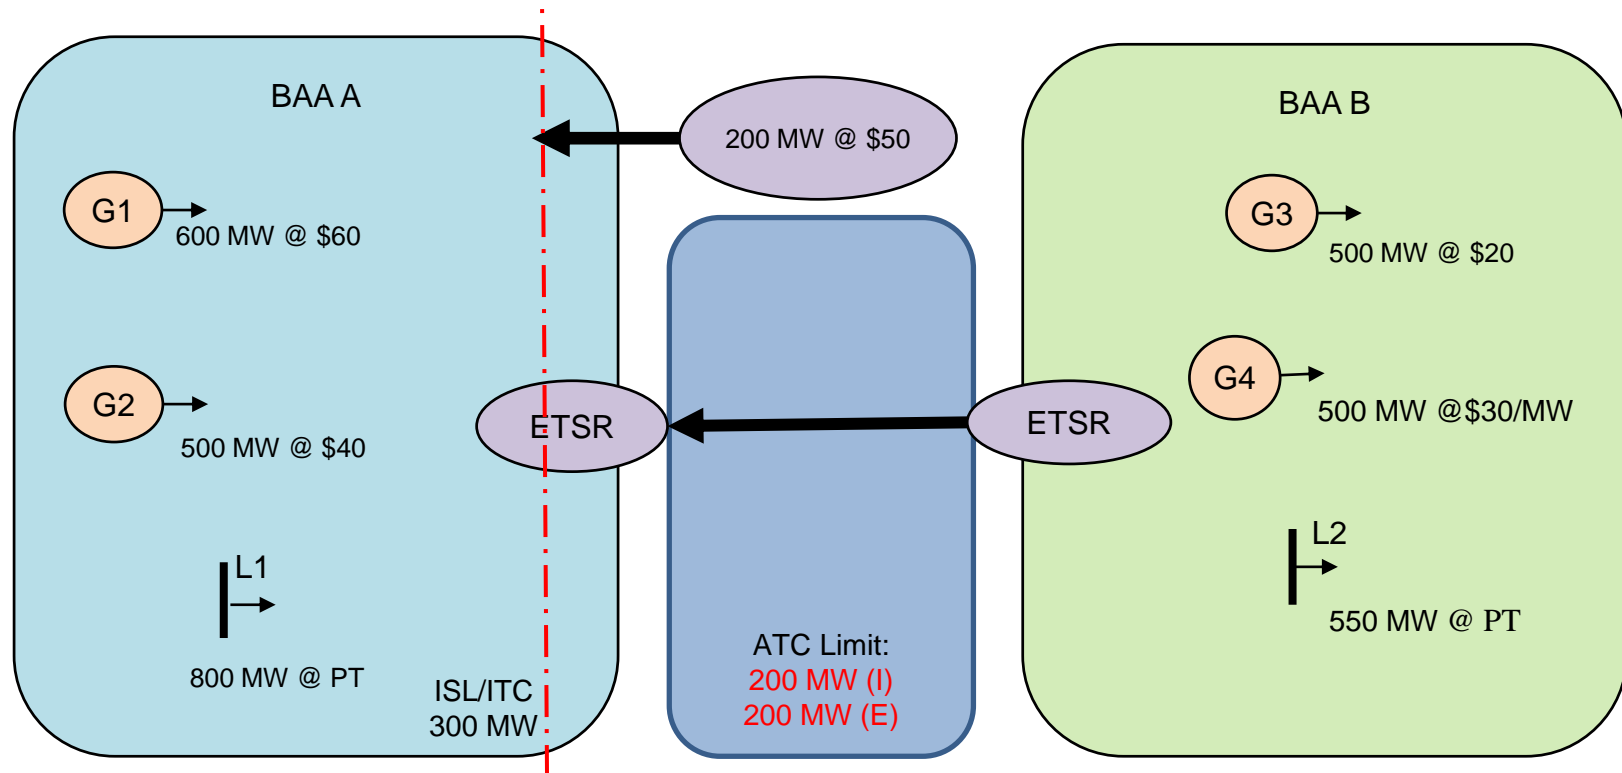 BAA A
G1
600 MW @ $60
G2
500 MW @ $40
L1
800 MW @ PT
ISL/ITC
300 MW
200 MW @ $50
ETSR
ETSR
ATC Limit:
200 MW (I)
200 MW (E)
BAA B
G3
500 MW @ $20
G4
500 MW @$30/MW
L2
550 MW @ PT